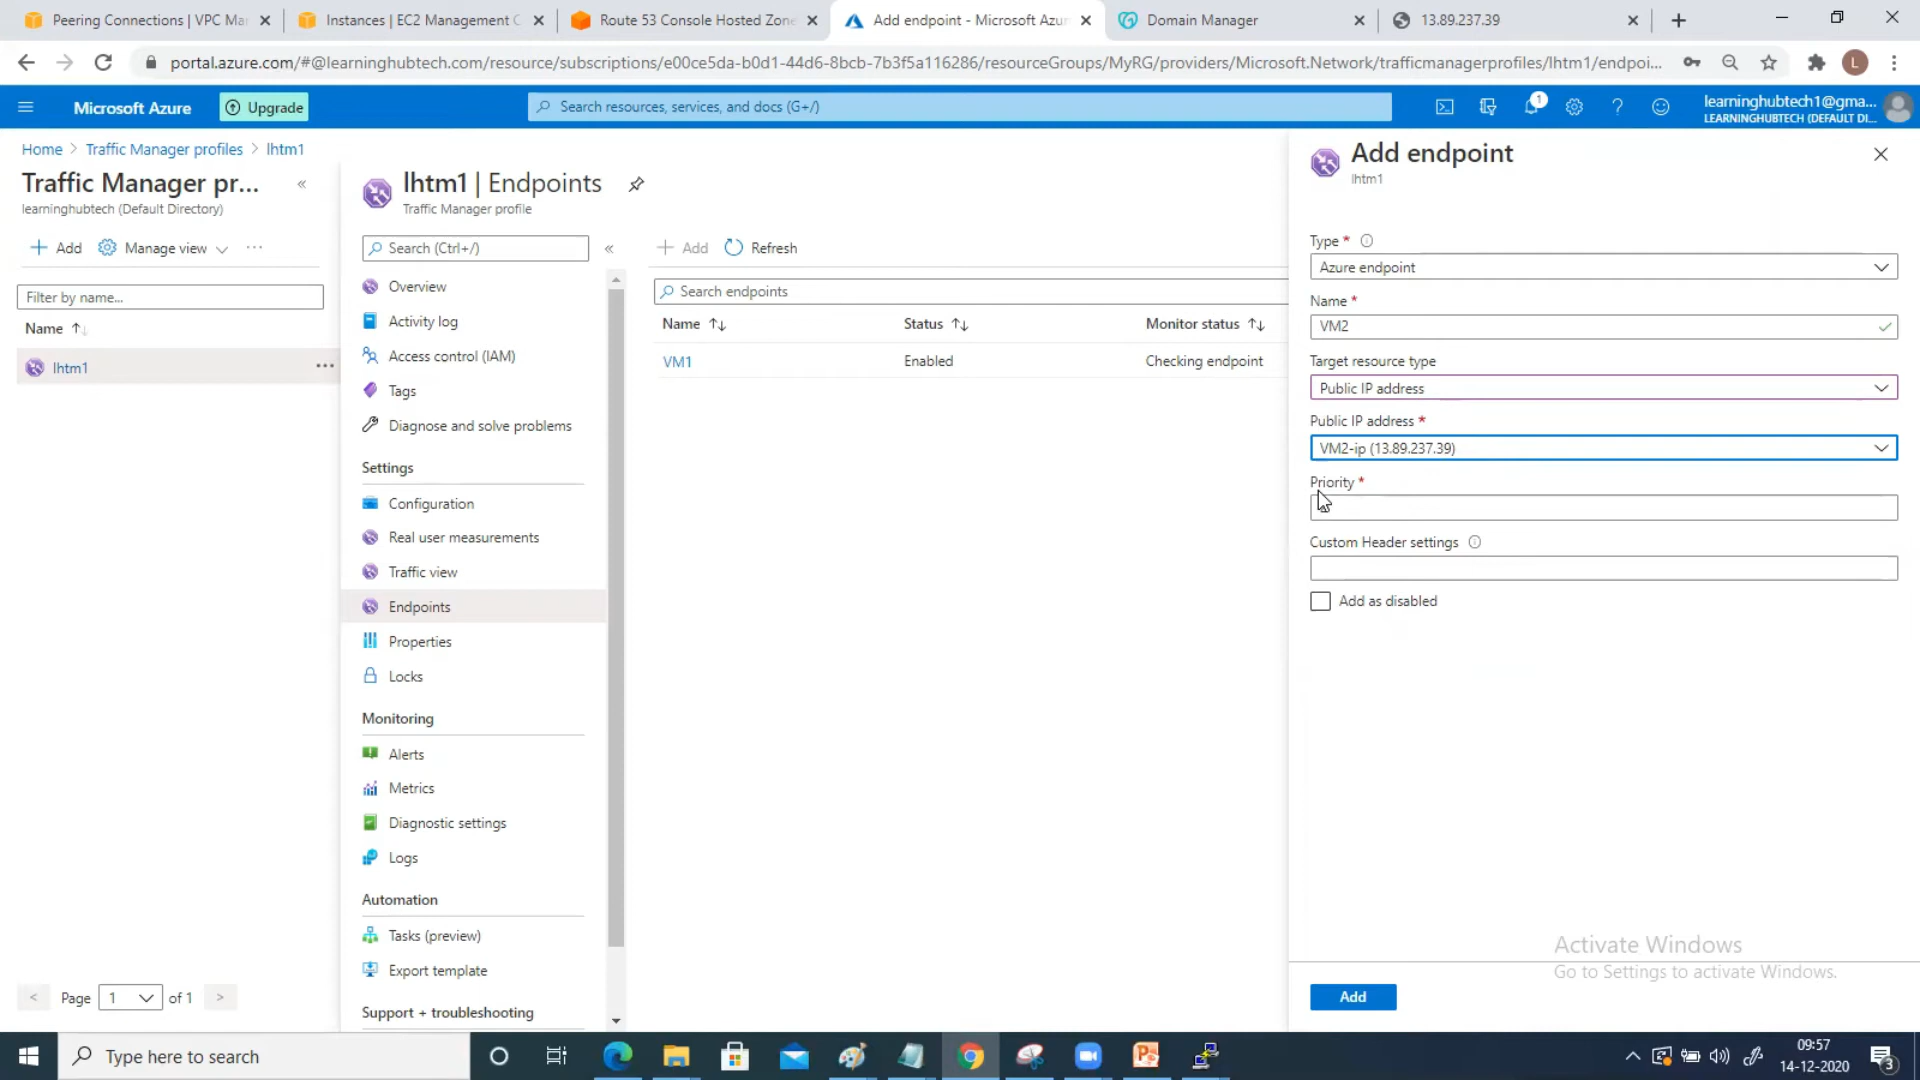 Peering Connections | VPC Ma
Instances | EC2 Management C
Route 53 Console Hosted Zone
Add endpoint - Microsoft Azur
Domain Manager
13.89.237.39
portal.azure.com/#@learninghubtech.com/resource/subscriptions/e00ce5da-b0d1-44d6-8bcb-7b3f5a116286/resourceGroups/MyRG/providers/Microsoft.Network/trafficmanagerprofiles/lhtm1/endpoi...
L
Microsoft Azure
Upgrade
Search resources, services, and docs (G+/)
1
learninghubtech1@gma...
LEARNINGHUBTECH (DEFAULT DI...
Home > Traffic Manager profiles > lhtm1
Traffic Manager pr...
learninghubtech (Default Directory)
Add
Manage view
Filter by name...
Name
lhtm1
Page 1 of 1
lhtm1 | Endpoints
Traffic Manager profile
Search (Ctrl+/)
Overview
Activity log
Access control (IAM)
Tags
Diagnose and solve problems
Settings
Configuration
Real user measurements
Traffic view
Endpoints
Properties
Locks
Monitoring
Alerts
Metrics
Diagnostic settings
Logs
Automation
Tasks (preview)
Export template
Support + troubleshooting
Add
Refresh
Search endpoints
Name
Status
Monitor status
VM1
Enabled
Checking endpoint
Add endpoint
lhtm1
Type *
Azure endpoint
Name *
VM2
Target resource type
Public IP address
Public IP address *
VM2-ip (13.89.237.39)
Priority *
Custom Header settings
Add as disabled
Activate Windows
Go to Settings to activate Windows.
Add
Type here to search
09:57
14-12-2020
3